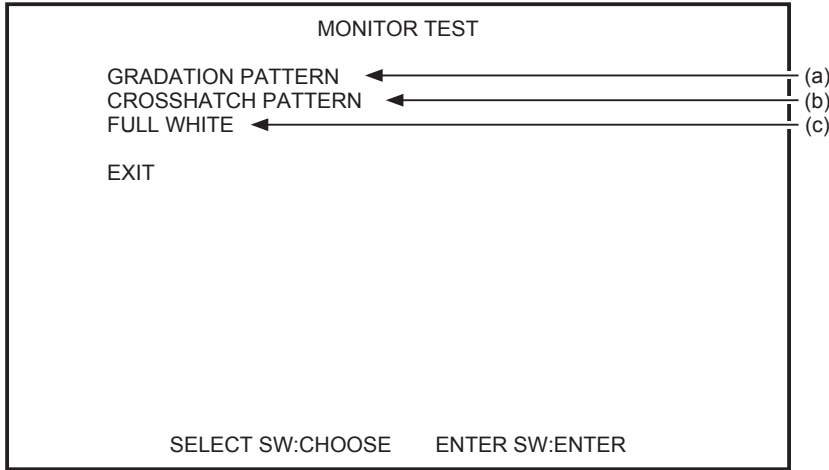 MONITOR TEST
GRADATION PATTERN (a)
CROSSHATCH PATTERN (b)
FULL WHITE (c)
EXIT
SELECT SW:CHOOSE ENTER SW:ENTER